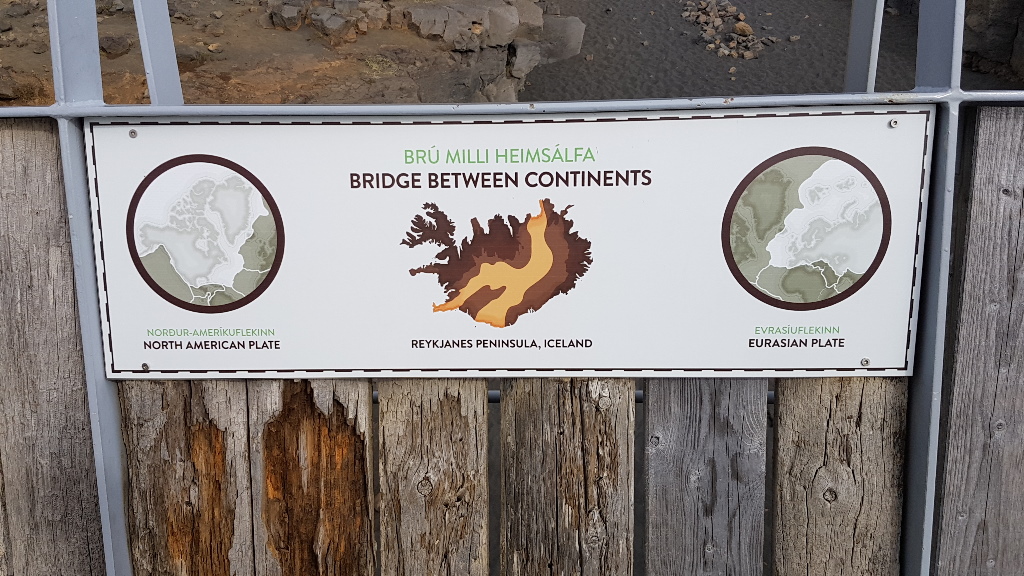 BRÚ MILLI HEIMSÁLFA
BRIDGE BETWEEN CONTINENTS
NORÐUR-AMERÍKUFLEKINN
NORTH AMERICAN PLATE
REYKJANES PENINSULA, ICELAND
EVRASÍUFLEKINN
EURASIAN PLATE